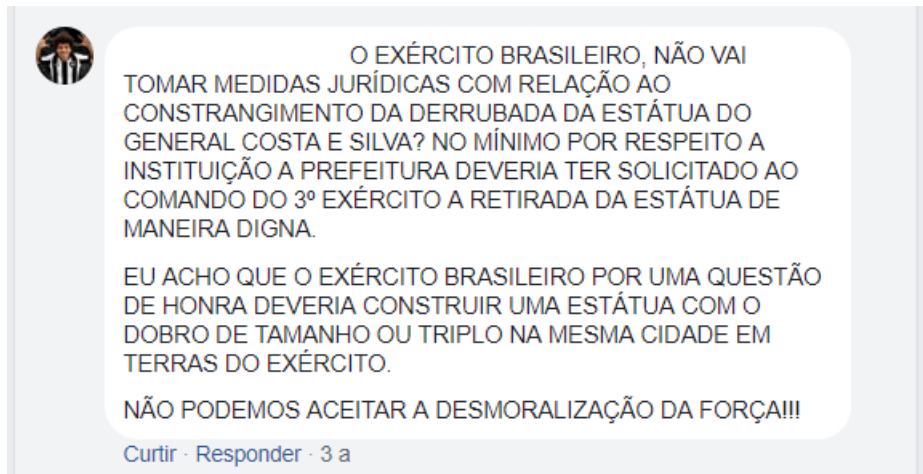 O EXÉRCITO BRASILEIRO, NÃO VAI
TOMAR MEDIDAS JURÍDICAS COM RELAÇÃO AO
CONSTRANGIMENTO DA DERRUBADA DA ESTÁTUA DO
GENERAL COSTA E SILVA? NO MÍNIMO POR RESPEITO A
INSTITUIÇÃO A PREFEITURA DEVERIA TER SOLICITADO AO
COMANDO DO 3º EXÉRCITO A RETIRADA DA ESTÁTUA DE
MANEIRA DIGNA.
EU ACHO QUE O EXÉRCITO BRASILEIRO POR UMA QUESTÃO
DE HONRA DEVERIA CONSTRUIR UMA ESTÁTUA COM O
DOBRO DE TAMANHO OU TRIPLO NA MESMA CIDADE EM
TERRAS DO EXÉRCITO.
NÃO PODEMOS ACEITAR A DESMORALIZAÇÃO DA FORÇA!!!
Curtir · Responder · 3 a